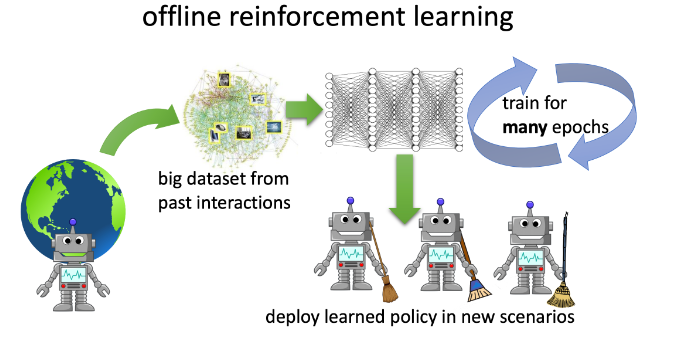 offline reinforcement learning
big dataset from
past interactions
train for
many epochs
deploy learned policy in new scenarios